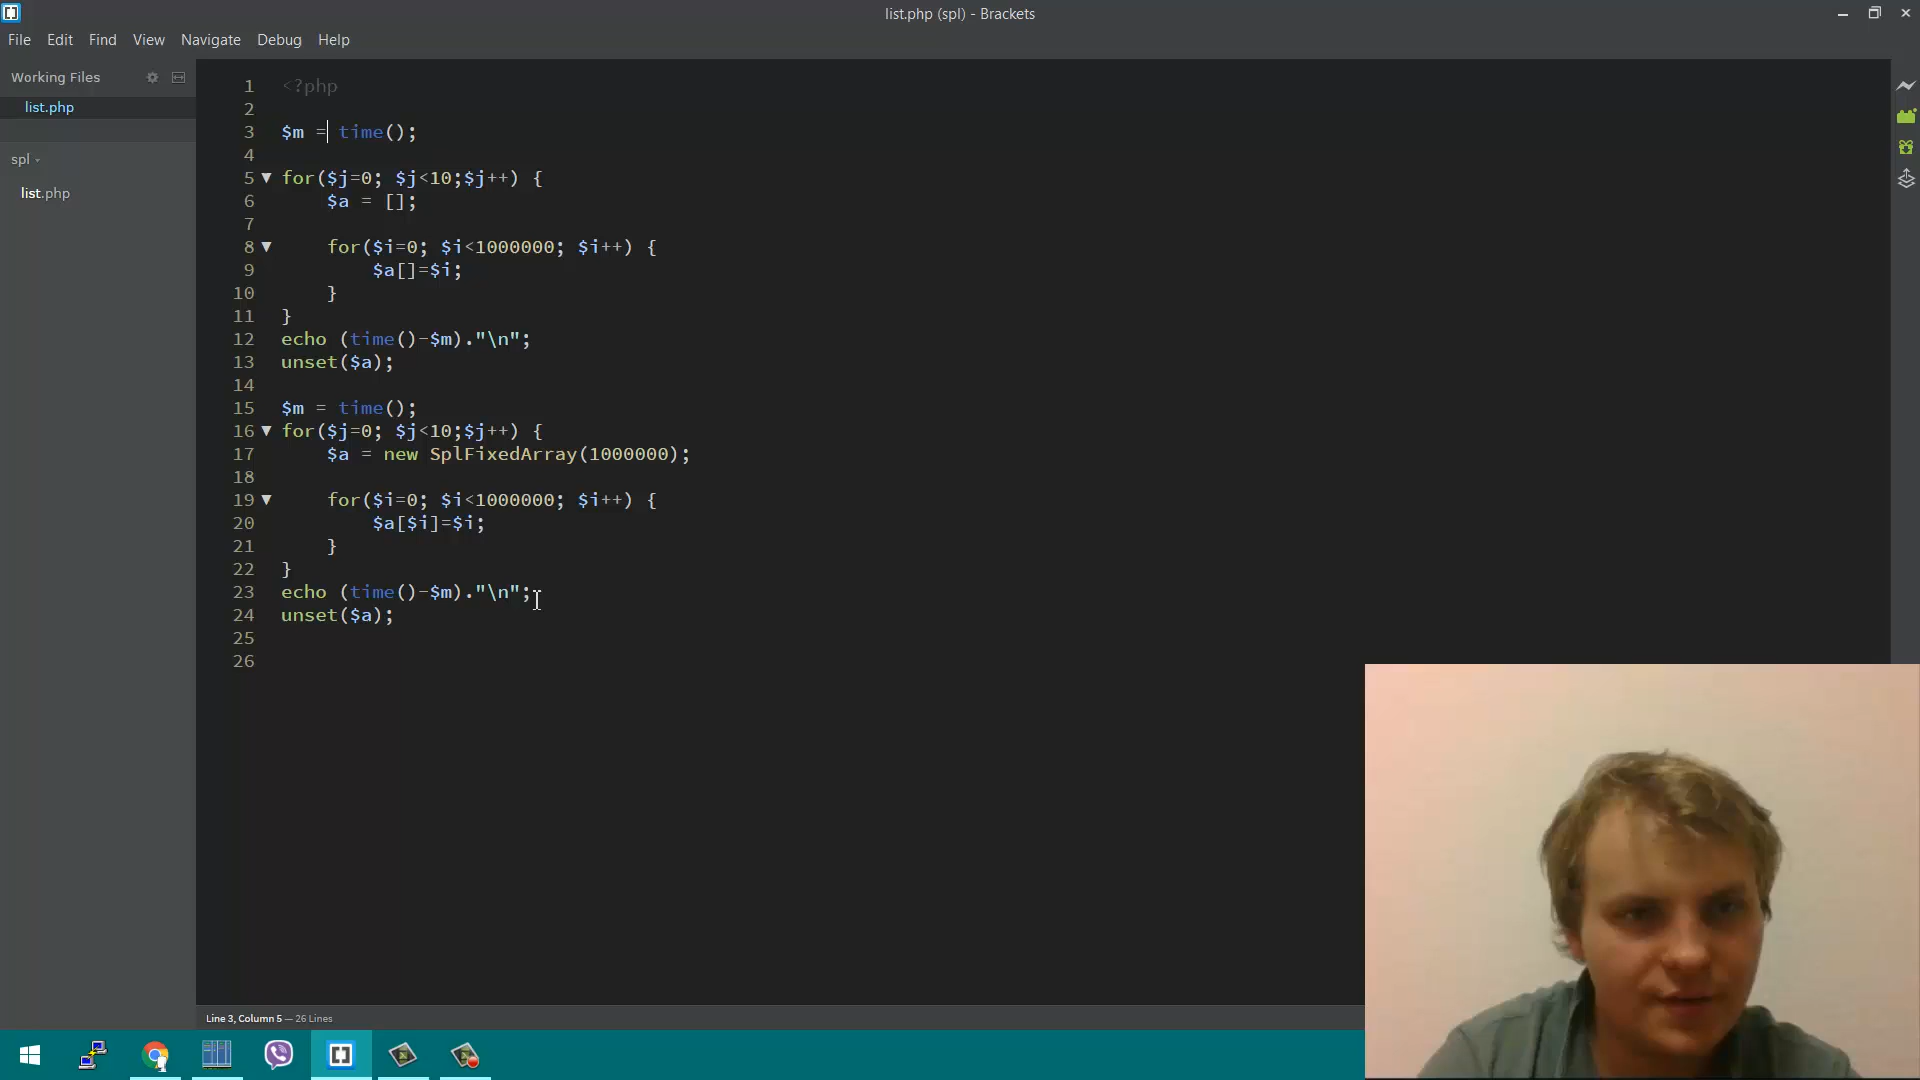 list.php (spl) - Brackets
File Edit Find View Navigate Debug Help
Working Files
list.php
spl
list.php
1 <?php
2
3 $m = time();
4
5 for($j=0; $j<10;$j++) {
6 $a = [];
7
8 for($i=0; $i<1000000; $i++) {
9 $a[]=$i;
10 }
11 }
12 echo (time()-$m)."\n";
13 unset($a);
14
15 $m = time();
16 for($j=0; $j<10;$j++) {
17 $a = new SplFixedArray(1000000);
18
19 for($i=0; $i<1000000; $i++) {
20 $a[$i]=$i;
21 }
22 }
23 echo (time()-$m)."\n";
24 unset($a);
25
26
Line 3, Column 5 — 26 Lines